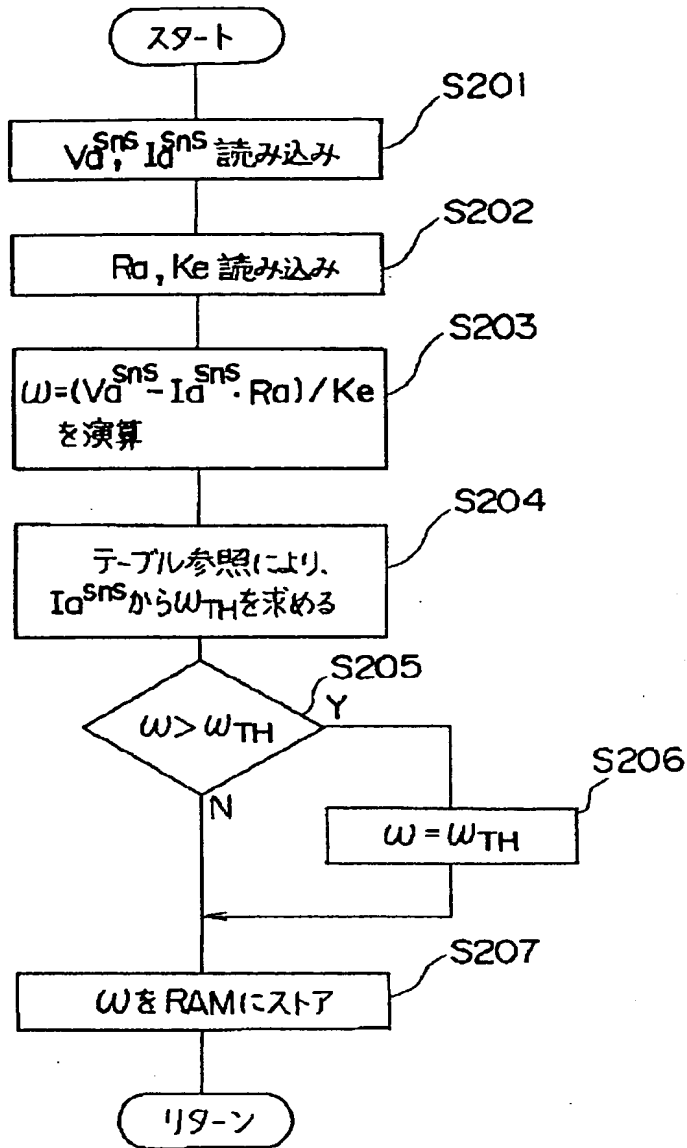 スタート
S201
Va^sns, Ia^sns 読み込み
S202
Ra, Ke 読み込み
S203
ω=(Va^sns-Ia^sns・Ra)/Ke
を演算
S204
テーブル参照により、
Ia^snsからω_THを求める
S205
ω>ω_TH
Y
N
S206
ω=ω_TH
S207
ωをRAMにストア
リターン